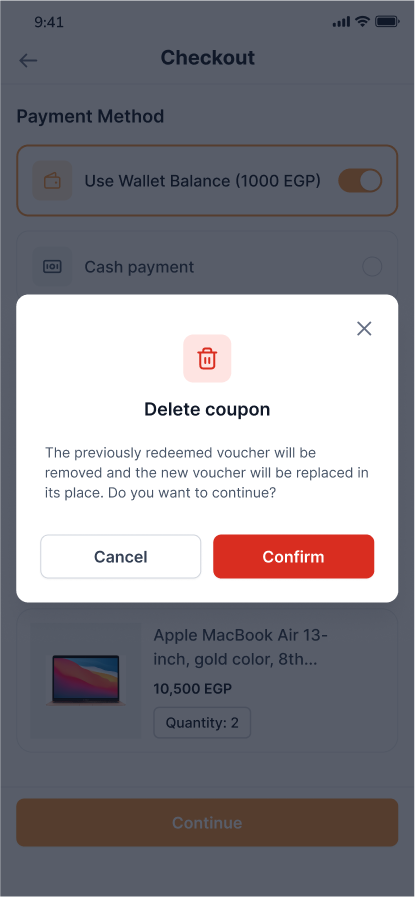 9:41
Checkout
Payment Method
Use Wallet Balance (1000 EGP)
Cash payment
Delete coupon
The previously redeemed voucher will be
removed and the new voucher will be replaced in
its place. Do you want to continue?
Cancel
Confirm
Apple MacBook Air 13-
inch, gold color, 8th...
10,500 EGP
Quantity: 2
Continue